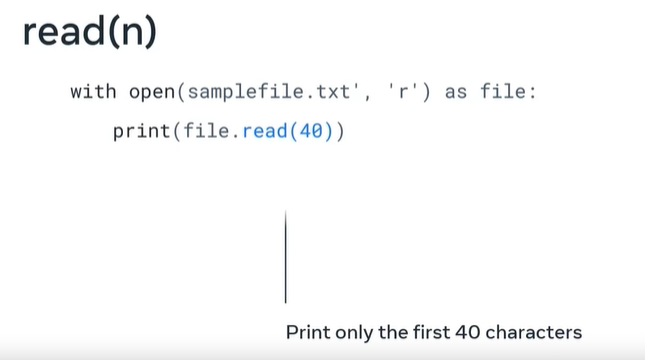 read(n)
with open(samplefile.txt', 'r') as file:
print(file.read(40))
Print only the first 40 characters